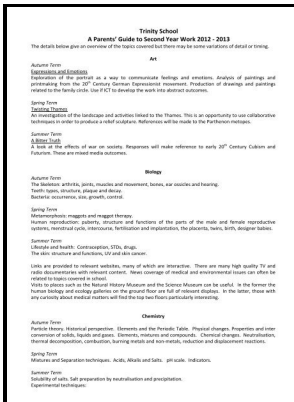 Trinity School
A Parents' Guide to Second Year Work 2012 - 2013
The details below give an overview of the topics covered but there may be some variations of detail or timing.
Art
Autumn Term
Expressions and Emotions
Exploration of the portrait as a way to communicate feelings and emotions. Analysis of paintings and
printmaking from the 20th Century German Expressionist movement. Production of drawings and paintings
related to the family circle. Use if ICT to develop the work into abstract outcomes.
Spring Term
Twisting Thames
An investigation of the landscape and activities linked to the Thames. This is an opportunity to use collaborative
techniques in order to produce a relief sculpture. References will be made to the Parthenon metopes.
Summer Term
A Bitter Truth
A look at the effects of war on society. Responses will make reference to early 20th Century Cubism and
Futurism. These are mixed media outcomes.
Biology
Autumn Term
The Skeleton: arthritis, joints, muscles and movement, bones, ear ossicles and hearing.
Teeth: types, structure, plaque and decay.
Bacteria: occurrence, size, growth, control.
Spring Term
Metamorphosis: maggots and maggot therapy.
Human reproduction: puberty, structure and functions of the parts of the male and female reproductive
systems, menstrual cycle, intercourse, fertilisation and implantation, the placenta, twins, birth, designer babies.
Summer Term
Lifestyle and health: Contraception, STDs, drugs.
The skin: structure and functions, UV and skin cancer.
Links are provided to relevant websites, many of which are interactive. There are many high quality TV and
radio documentaries with relevant content. News coverage of medical and environmental issues can often be
related to topics covered in school.
Visits to places such as the Natural History Museum and the Science Museum can be useful. In the former the
human biology and ecology galleries on the ground floor are full of relevant displays. In the latter, those with
any curiosity about medical matters will find the top two floors particularly interesting.
Chemistry
Autumn Term
Particle theory. Historical perspective. Elements and the Periodic Table. Physical changes. Properties and inter
conversion of solids, liquids and gases. Elements, mixtures and compounds. Chemical changes. Neutralisation,
thermal decomposition, combustion, burning metals and non-metals, reduction and displacement reactions.
Spring Term
Mixtures and Separation techniques. Acids, Alkalis and Salts. pH scale. Indicators.
Summer Term
Solubility of salts. Salt preparation by neutralisation and precipitation.
Experimental techniques: